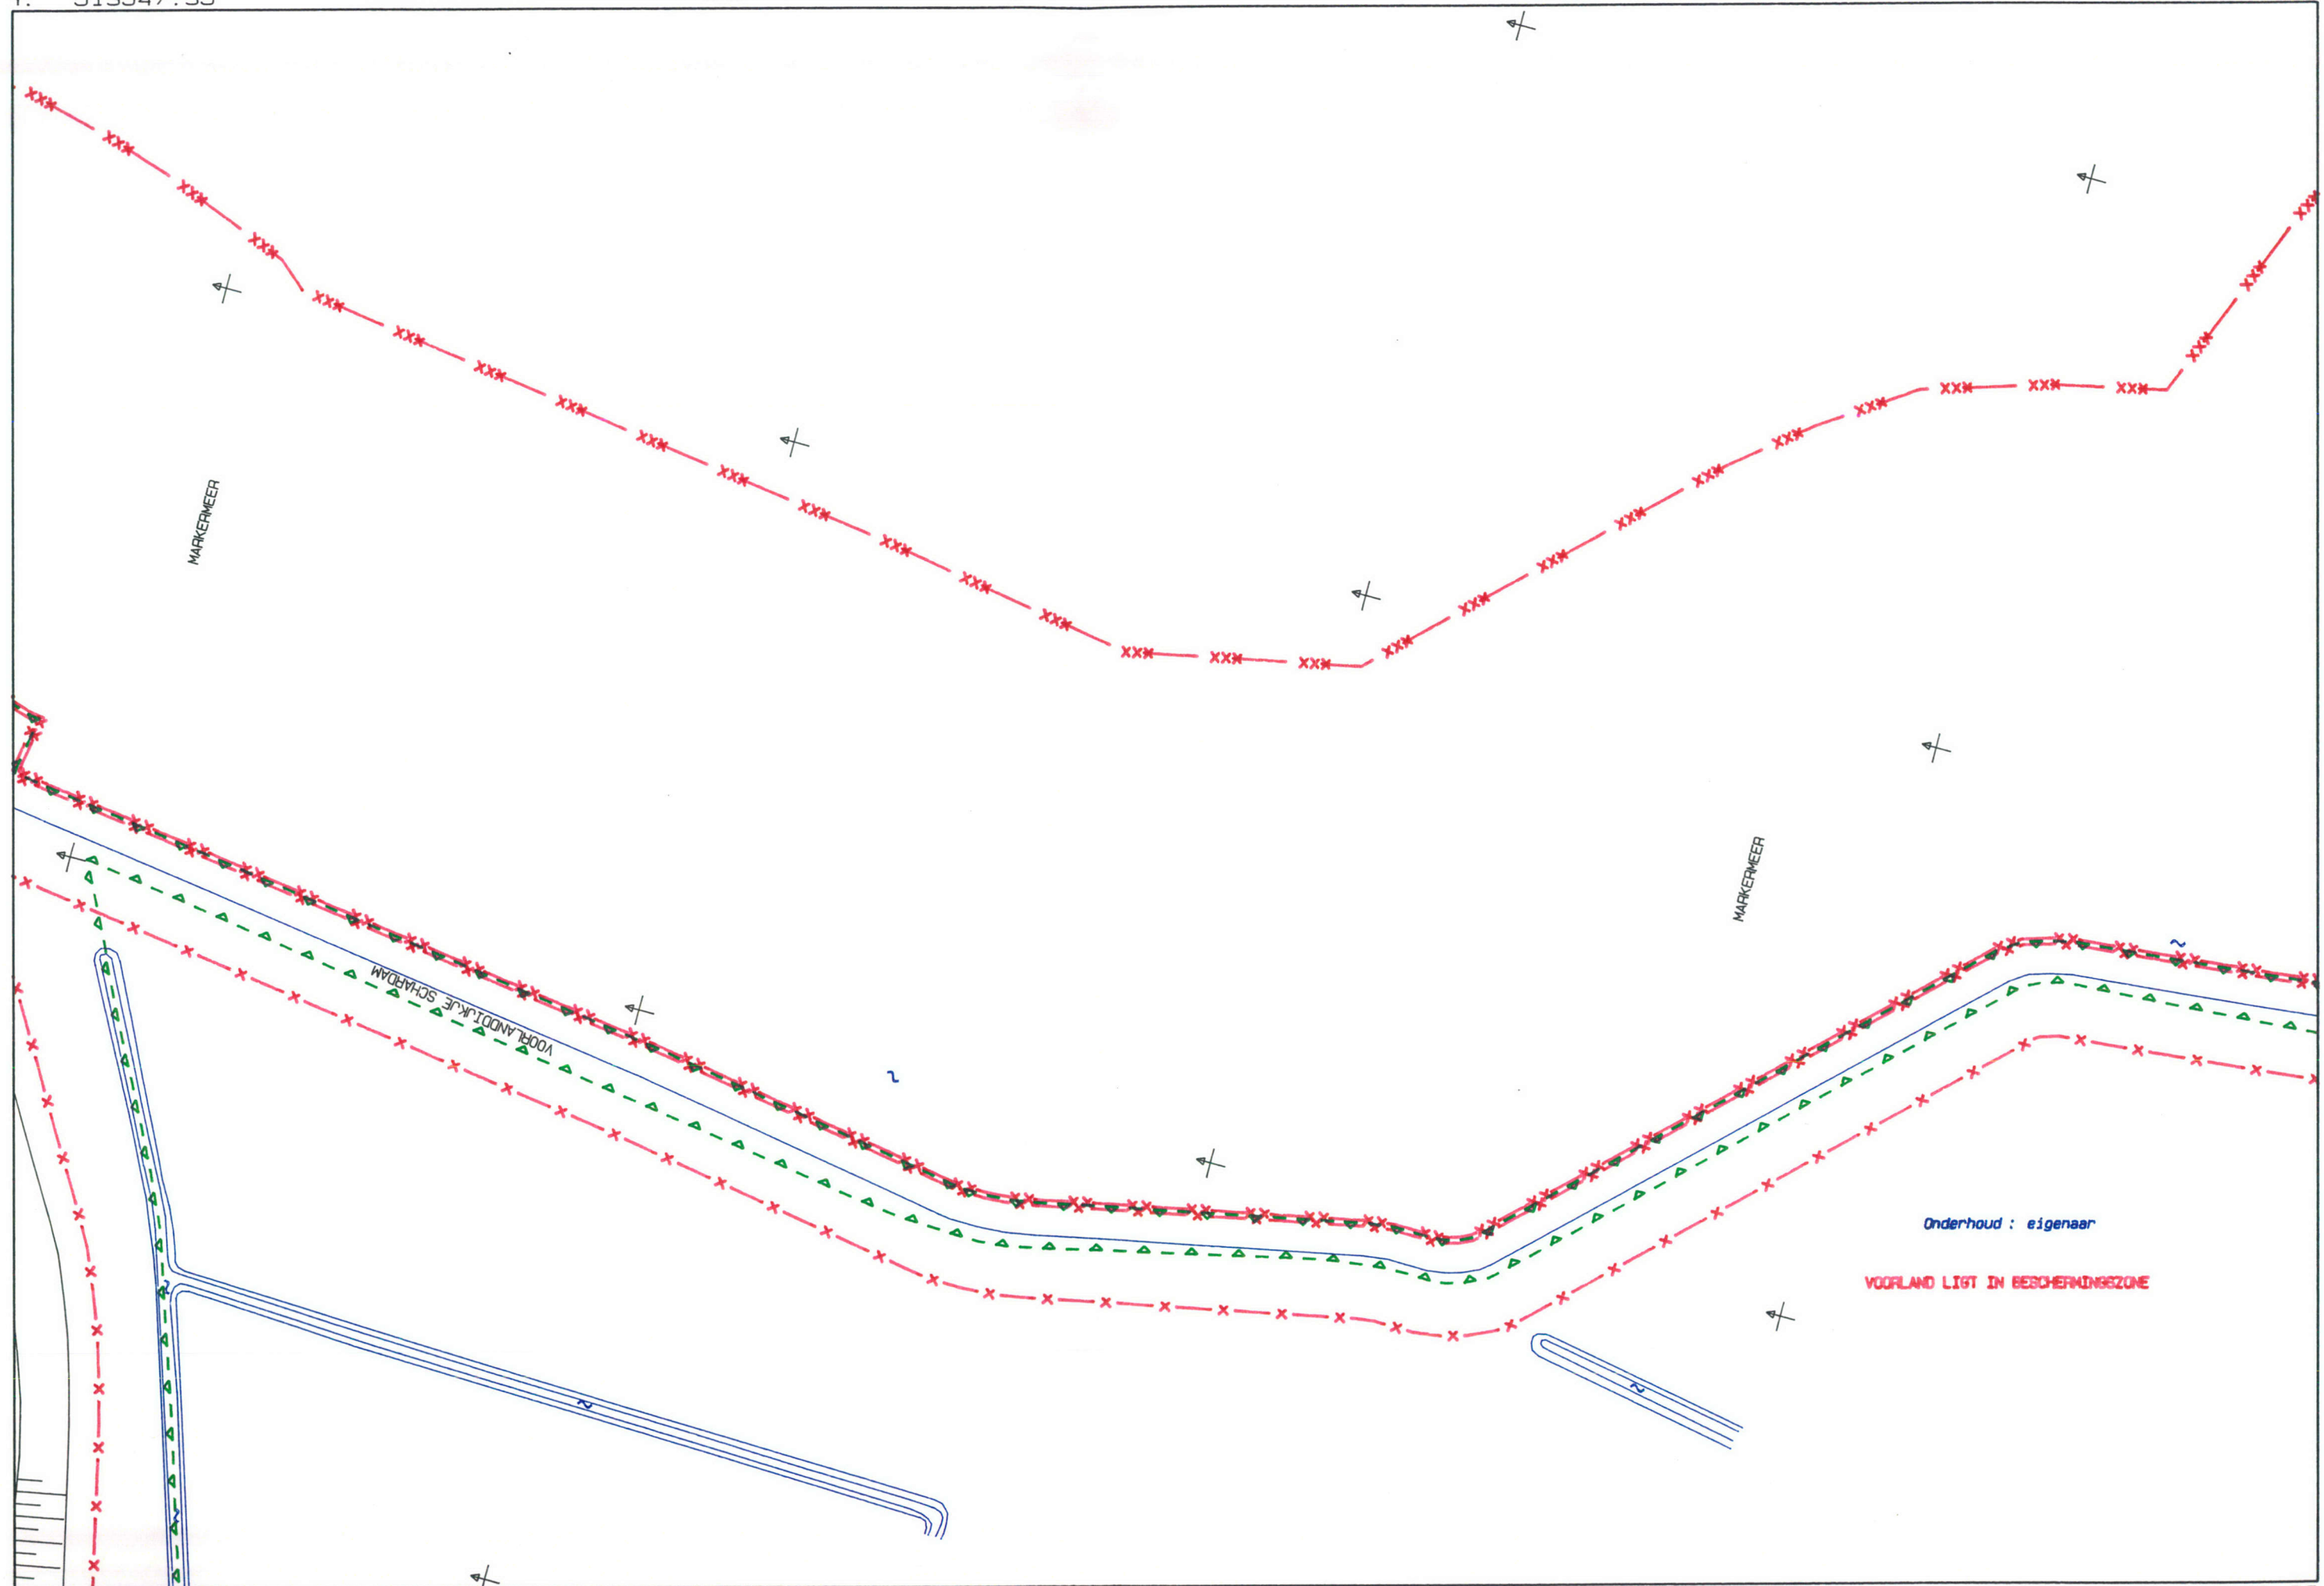 MARKERMEER
MARKERMEER
VOORLANDDIJKJE SCHARDAM
Onderhoud : eigenaar
VOORLAND LIGT IN BESCHERMINGSZONE